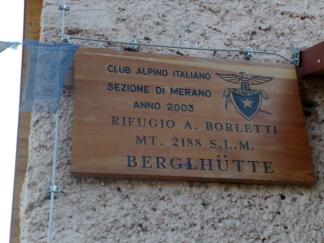 CLUB ALPINO ITALIANO
SEZIONE DI MERANO
ANNO 2003
RIFUGIO A. BORLETTI
MT. 2188 S.L.M.
BERGLHÜTTE